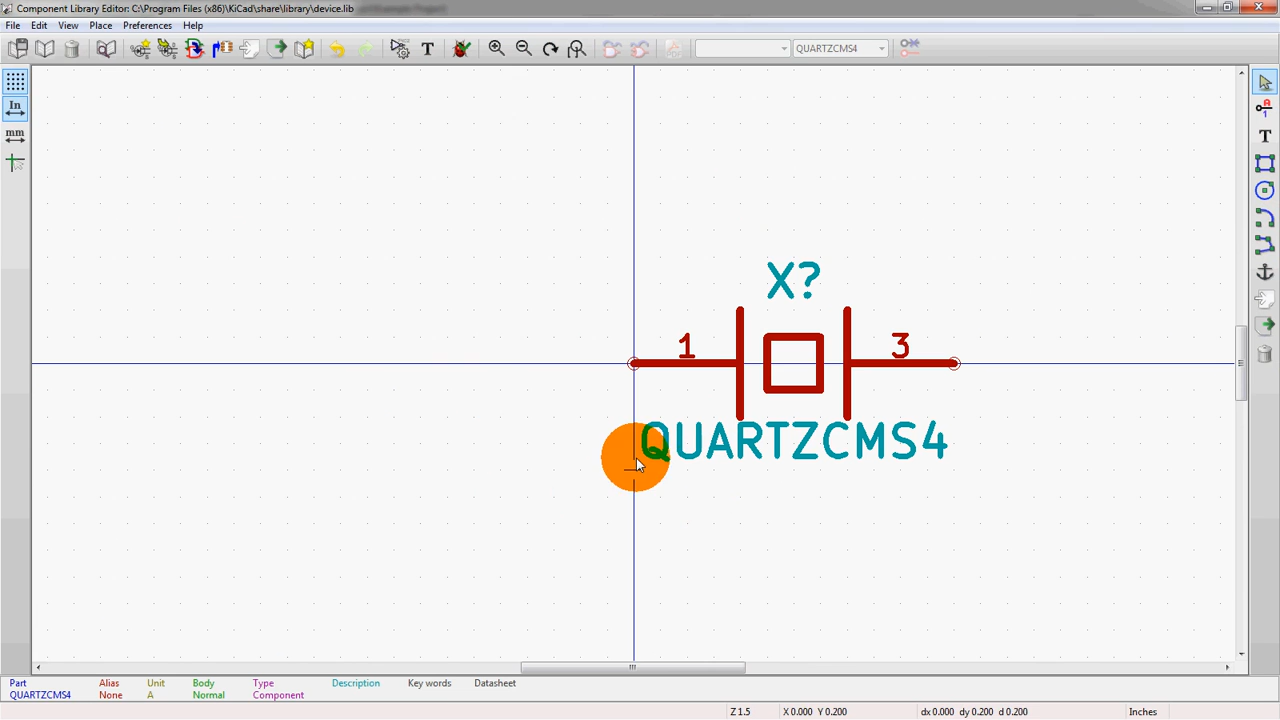 Component Library Editor: C:\Program Files (x86)\KiCad\share\library\device.lib
File Edit View Place Preferences Help
T QUARTZCMS4
In
mm
A
1
T
X?
1 3
QUARTZCMS4
Part Alias Unit Body Type Description Key words Datasheet
QUARTZCMS4 None A Normal Component
Z 1.5 X 0.000 Y 0.200 dx 0.000 dy 0.200 d 0.200 Inches